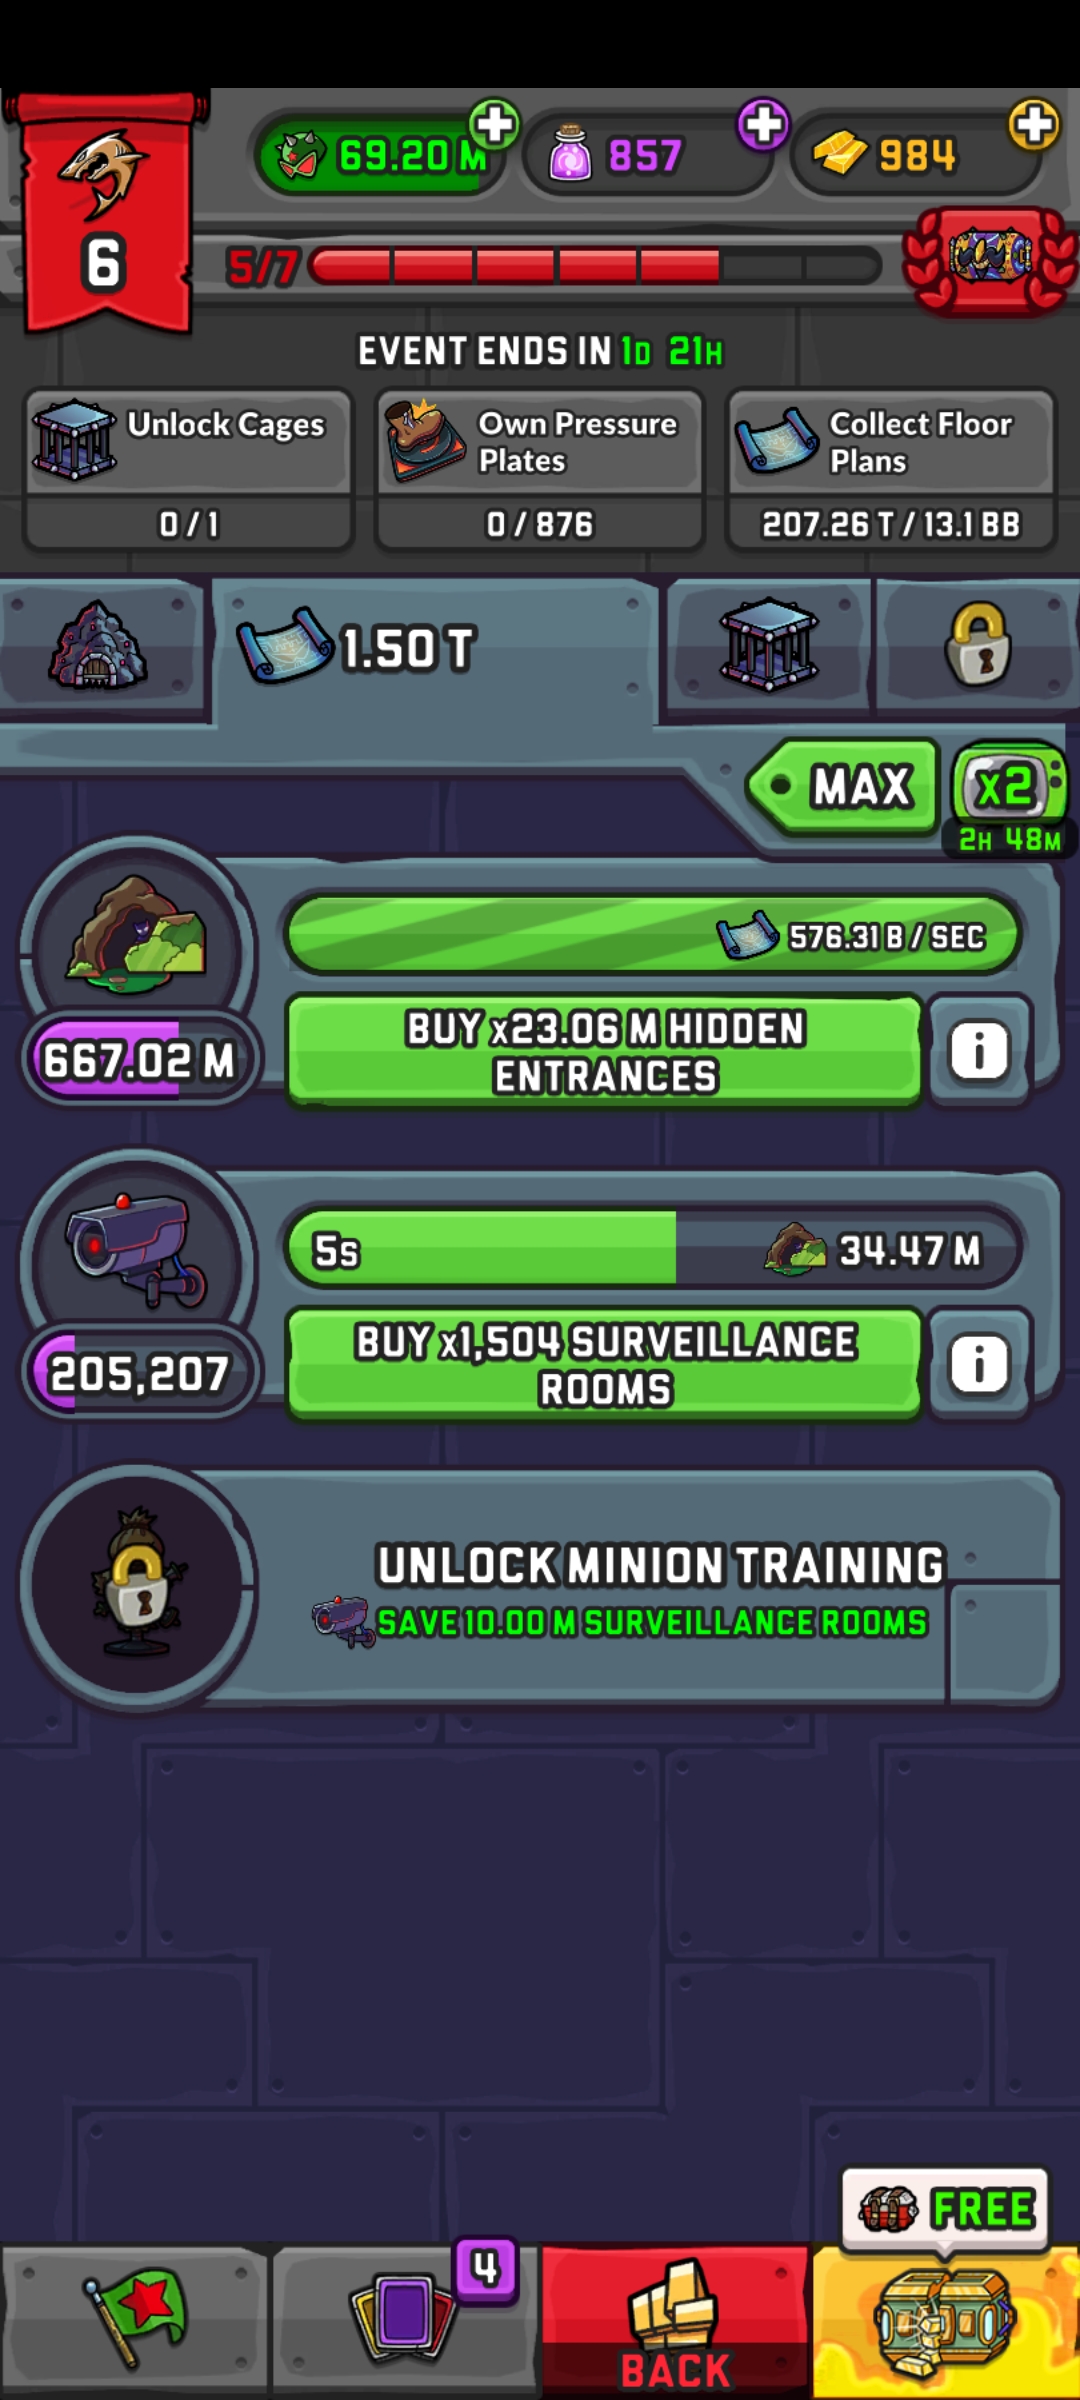 69.20 M
857
984
6
5/7
EVENT ENDS IN 1D 21H
Unlock Cages
0 / 1
Own Pressure
Plates
0 / 876
Collect Floor
Plans
207.26 T / 13.1 BB
1.50 T
MAX
x2
2H 48M
576.31 B / SEC
667.02 M
BUY x23.06 M HIDDEN
ENTRANCES
i
5s
34.47 M
205,207
BUY x1,504 SURVEILLANCE
ROOMS
i
UNLOCK MINION TRAINING
SAVE 10.00 M SURVEILLANCE ROOMS
FREE
4
BACK